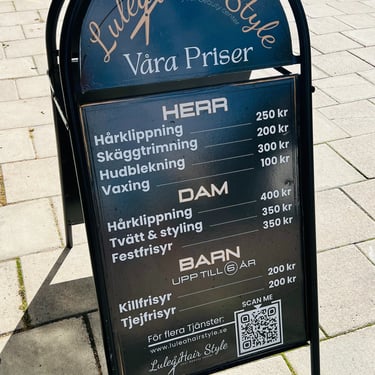 Luleå Hair Style
Våra Priser
HERR
Hårklippning 250 kr
Skäggtrimning 200 kr
Hudblekning 300 kr
Vaxing 100 kr
DAM
Hårklippning 400 kr
Tvätt & styling 350 kr
Festfrisyr 350 kr
BARN
UPP TILL 5 ÅR
Killfrisyr 200 kr
Tjejfrisyr 200 kr
SCAN ME
För flera Tjänster:
www.luleahairstyle.se
Luleå Hair Style